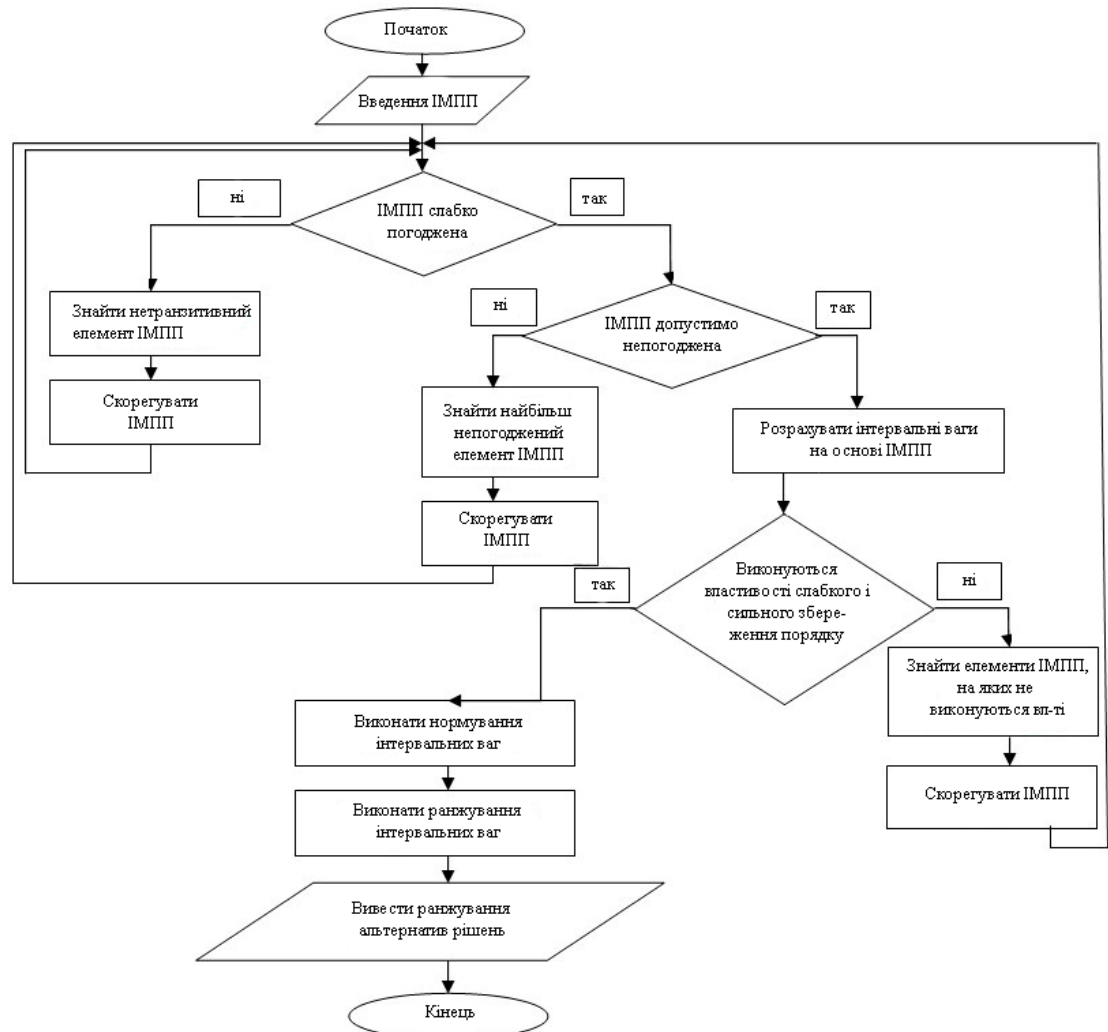 Початок
Введення ІМПП
ні
так
ІМПП слабко
погоджена
Знайти нетранзитивний
елемент ІМПП
Скорегувати
ІМПП
ні
так
ІМПП допустимо
непогоджена
Знайти найбільш
непогоджений
елемент ІМПП
Скорегувати
ІМПП
Розрахувати інтервальні ваги
на основі ІМПП
так
ні
Виконуються
властивості слабкого і
сильного збере-
ження порядку
Знайти елементи ІМПП,
на яких не
виконуються вл-ті
Скорегувати ІМПП
Виконати нормування
інтервальних ваг
Виконати ранжування
інтервальних ваг
Вивести ранжування
альтернатив рішень
Кінець